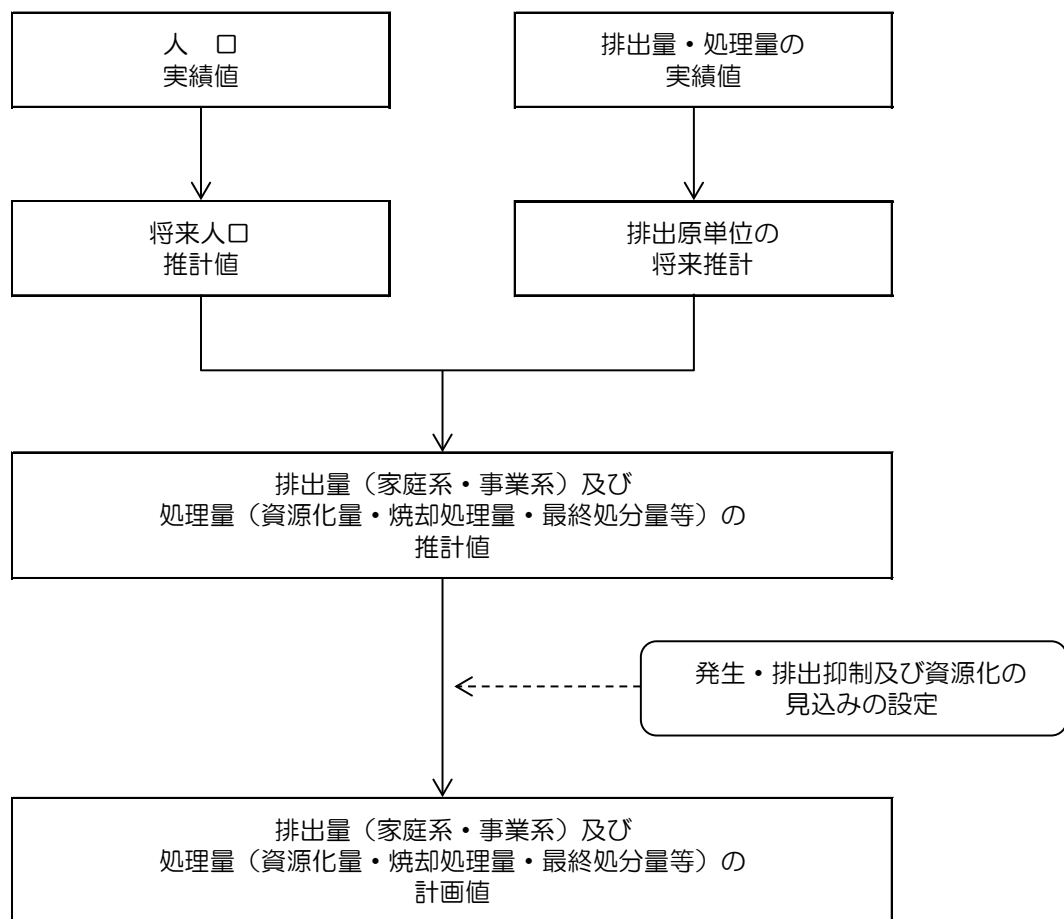 人　口
実績値
排出量・処理量の
実績値
将来人口
推計値
排出原単位の
将来推計
排出量（家庭系・事業系）及び
処理量（資源化量・焼却処理量・最終処分量等）の
推計値
発生・排出抑制及び資源化の
見込みの設定
排出量（家庭系・事業系）及び
処理量（資源化量・焼却処理量・最終処分量等）の
計画値